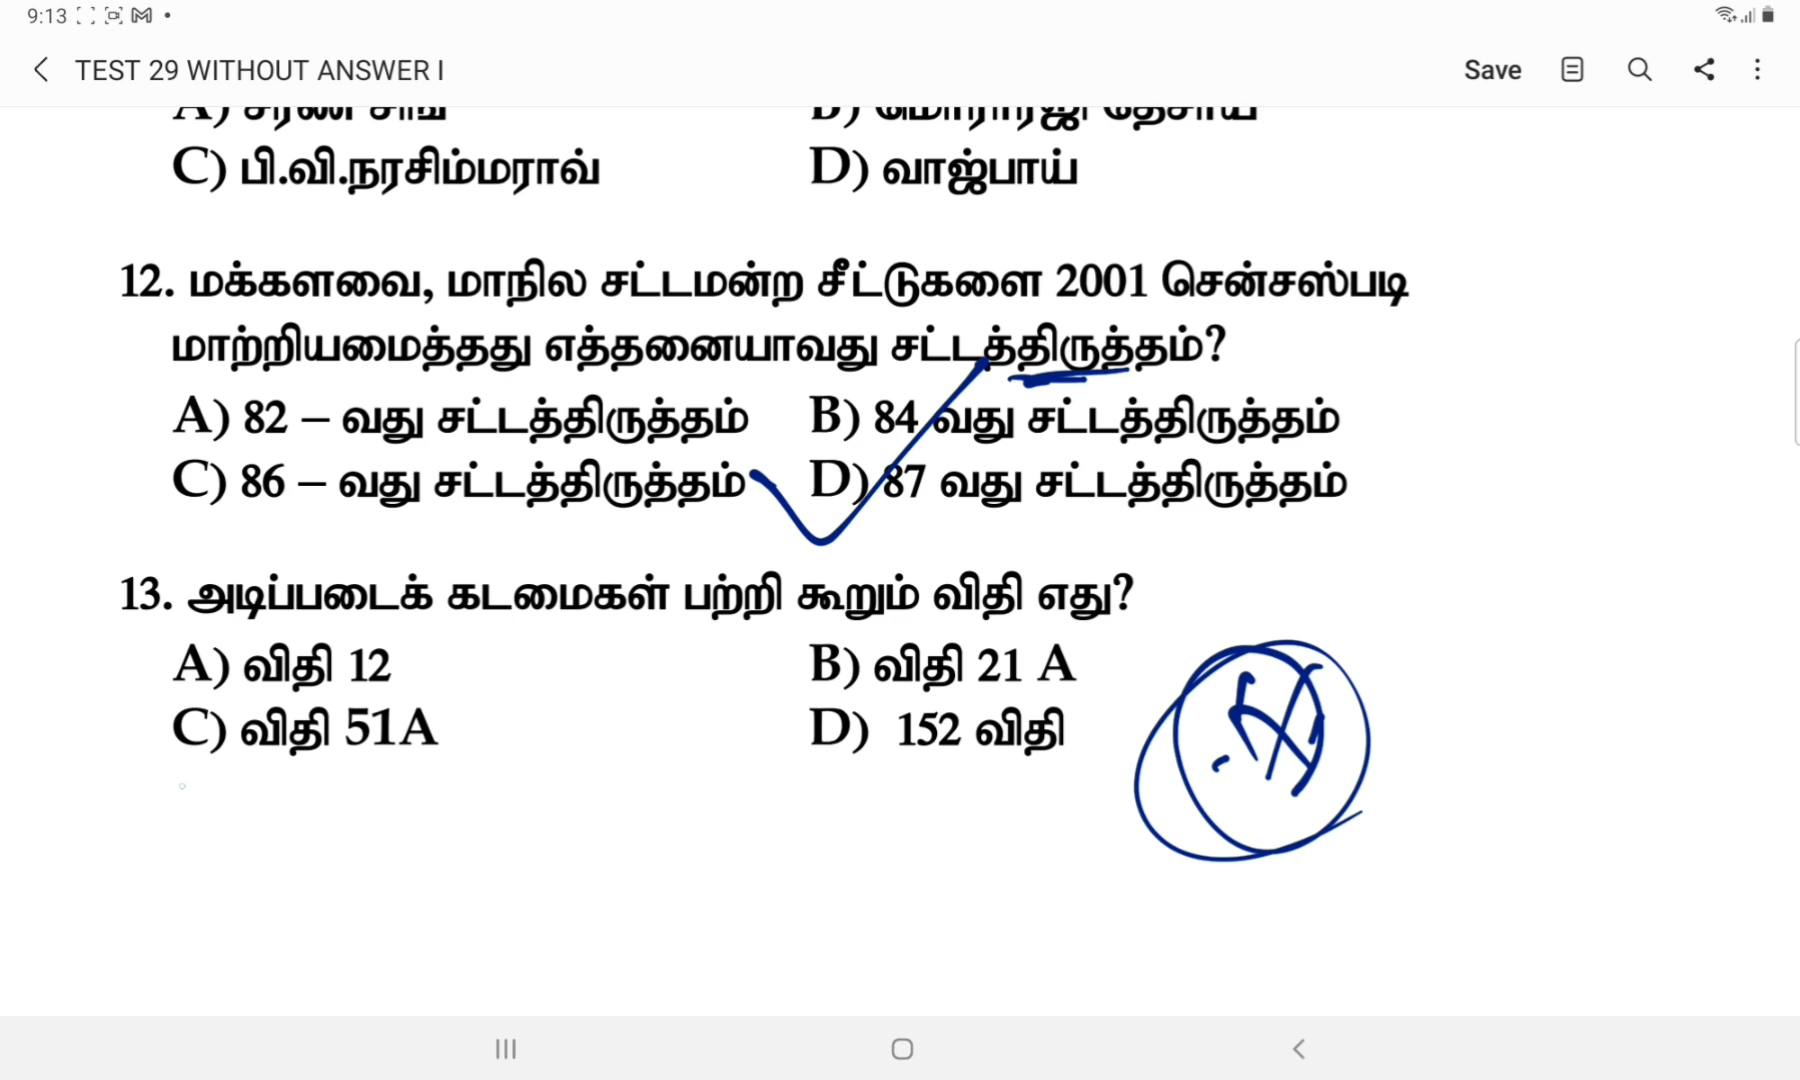 9:13
TEST 29 WITHOUT ANSWER I
Save
A) சரண் சிங் B) மொரார்ஜி தேசாய்
C) பி.வி.நரசிம்மராவ் D) வாஜ்பாய்
12. மக்களவை, மாநில சட்டமன்ற சீட்டுகளை 2001 சென்சஸ்படி
மாற்றியமைத்தது எத்தனையாவது சட்டத்திருத்தம்?
A) 82 – வது சட்டத்திருத்தம் B) 84 வது சட்டத்திருத்தம்
C) 86 – வது சட்டத்திருத்தம் D) 87 வது சட்டத்திருத்தம்
13. அடிப்படைக் கடமைகள் பற்றி கூறும் விதி எது?
A) விதி 12 B) விதி 21 A
C) விதி 51A D) 152 விதி